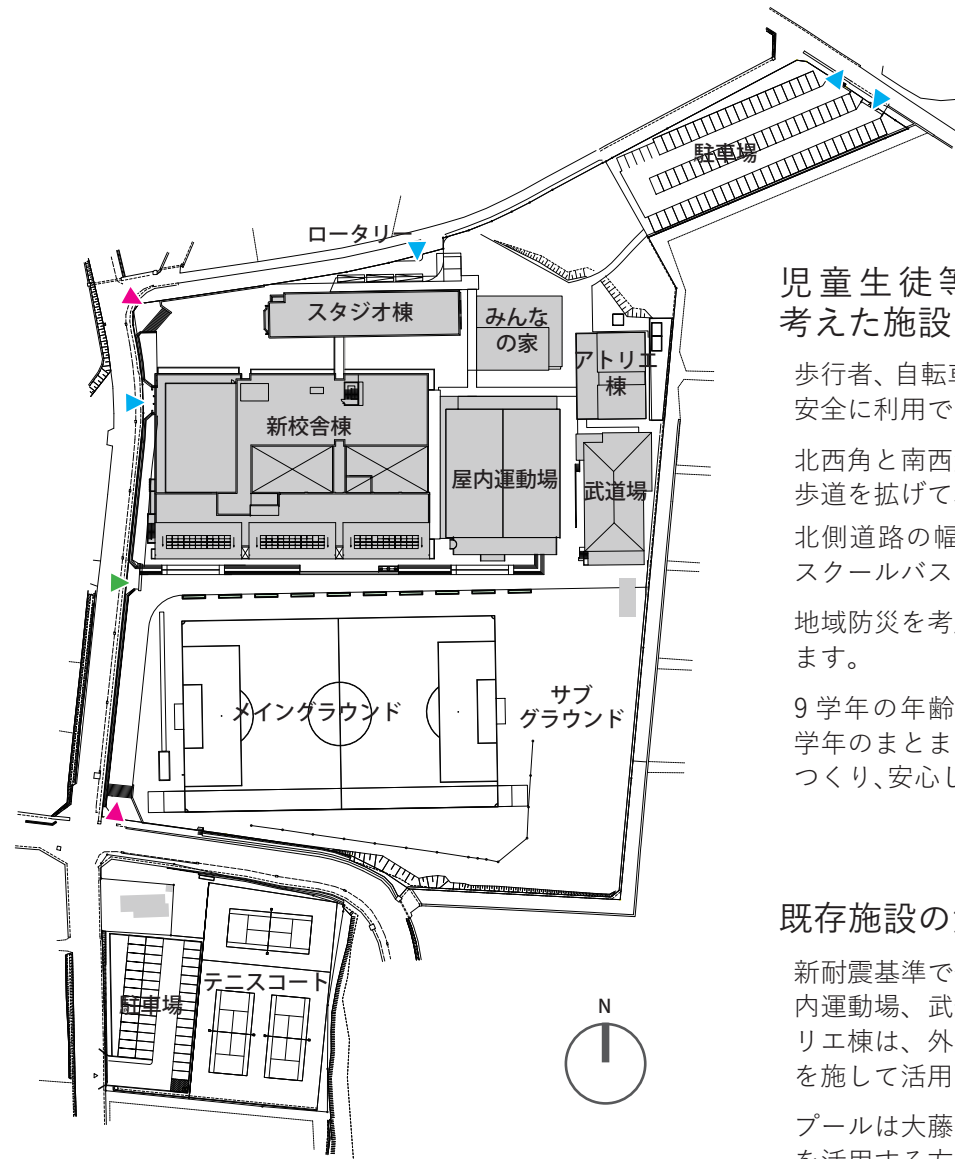 駐車場
ロータリー
スタジオ棟
みんな
の家
アトリエ
棟
新校舎棟
屋内運動場
武道場
メイングラウンド
サブ
グラウンド
テニスコート
駐車場
N
児童生徒等
考えた施設
歩行者、自転車
安全に利用で
北西角と南西
歩道を拡げて
北側道路の幅
スクールバス
地域防災を考
ます。
9学年の年齢
学年のまとま
つくり、安心し
既存施設の
新耐震基準で
内運動場、武
リエ棟は、外
を施して活用
プールは大藤
を活用する方